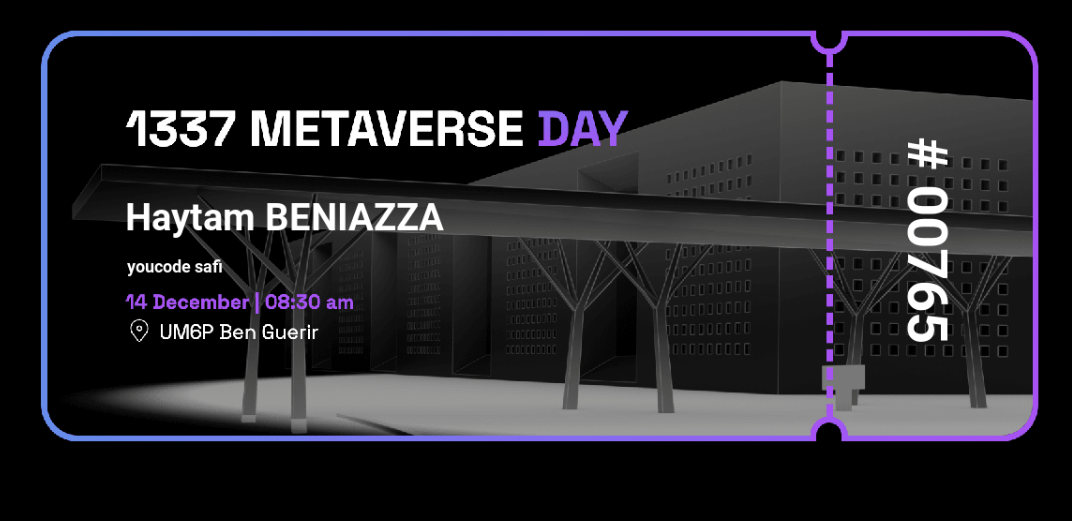 1337 METAVERSE DAY
Haytam BENIAZZA
youcode safi
14 December | 08:30 am
UM6P Ben Guerir
# 00765